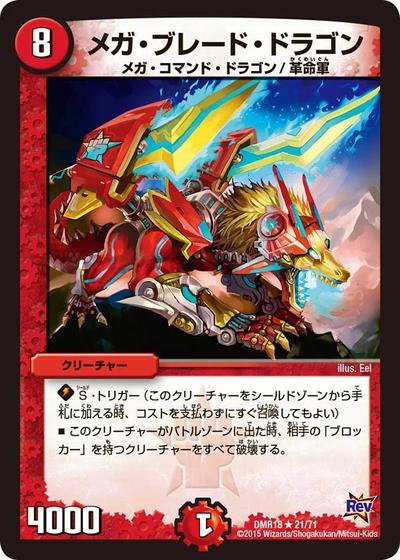 8
メガ・ブレード・ドラゴン
メガ・コマンド・ドラゴン / 革命軍
かくめいぐん
illus. Eel
クリーチャー
S・トリガー (このクリーチャーをシールドゾーンから手
札に加える時、コストを支払わずにすぐ召喚してもよい)
■ このクリーチャーがバトルゾーンに出た時、相手の「ブロッ
カー」を持つクリーチャーをすべて破壊する。
4000
1
Rev
DMR18 ★ 21/71
©2015 Wizards/Shogakukan/Mitsui-Kids